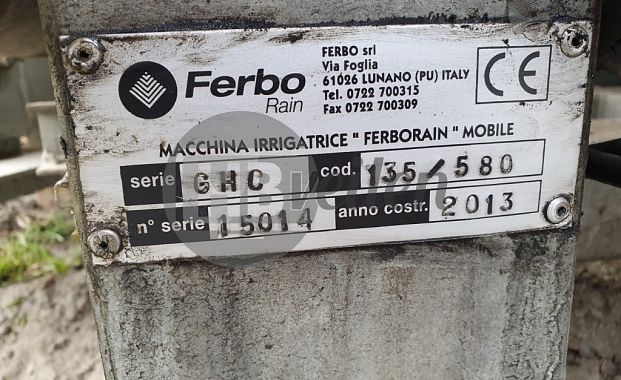 Ferbo
Rain
FERBO srl
Via Foglia
61026 LUNANO (PU) ITALY
Tel. 0722 700315
Fax 0722 700309
CE
MACCHINA IRRIGATRICE " FERBORAIN " MOBILE
serie GHC cod. 135/580
n° serie 15014 anno costr. 2013